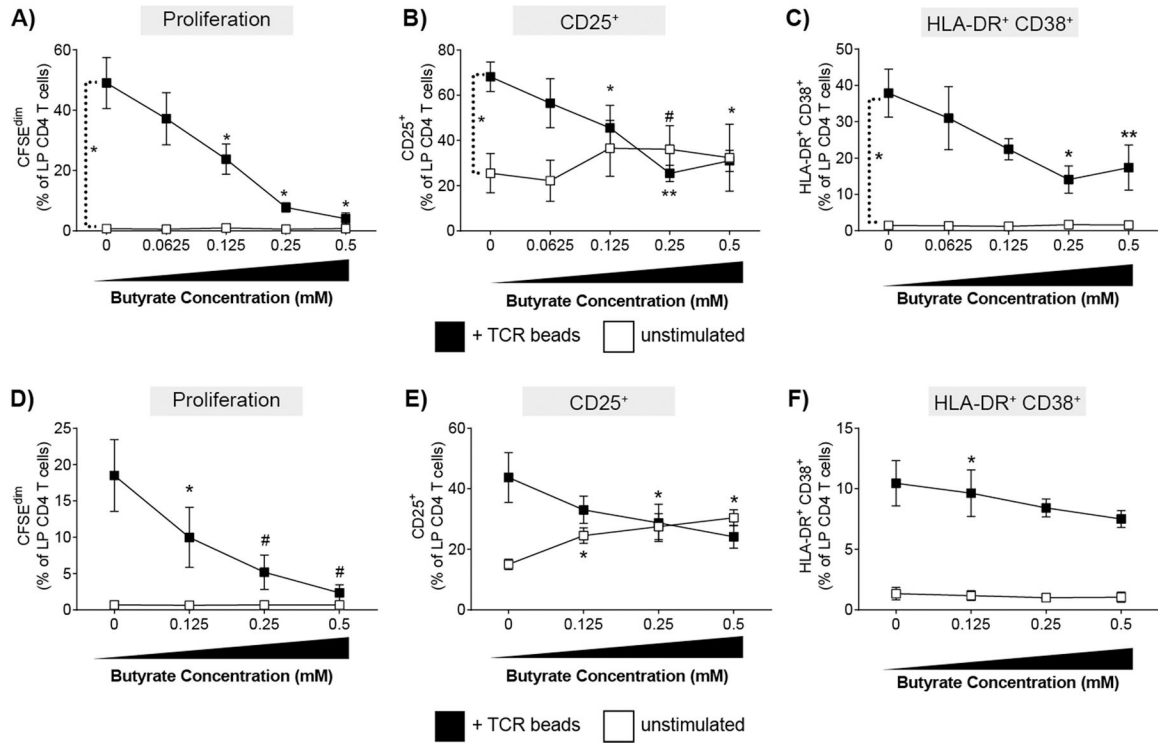 A)
Proliferation
CFSEdim
(% of LP CD4 T cells)
60
40
20
0
*
*
*
*
0 0.0625 0.125 0.25 0.5
Butyrate Concentration (mM)
B)
CD25+
CD25+
(% of LP CD4 T cells)
100
80
60
40
20
0
*
*
#
**
*
0 0.0625 0.125 0.25 0.5
Butyrate Concentration (mM)
C)
HLA-DR+ CD38+
HLA-DR+ CD38+
(% of LP CD4 T cells)
50
40
30
20
10
0
*
*
**
0 0.0625 0.125 0.25 0.5
Butyrate Concentration (mM)
+ TCR beads unstimulated
D)
Proliferation
CFSEdim
(% of LP CD4 T cells)
25
20
15
10
5
0
*
#
#
0 0.125 0.25 0.5
Butyrate Concentration (mM)
E)
CD25+
CD25+
(% of LP CD4 T cells)
60
40
20
0
*
*
*
0 0.125 0.25 0.5
Butyrate Concentration (mM)
F)
HLA-DR+ CD38+
HLA-DR+ CD38+
(% of LP CD4 T cells)
15
10
5
0
*
0 0.125 0.25 0.5
Butyrate Concentration (mM)
+ TCR beads unstimulated